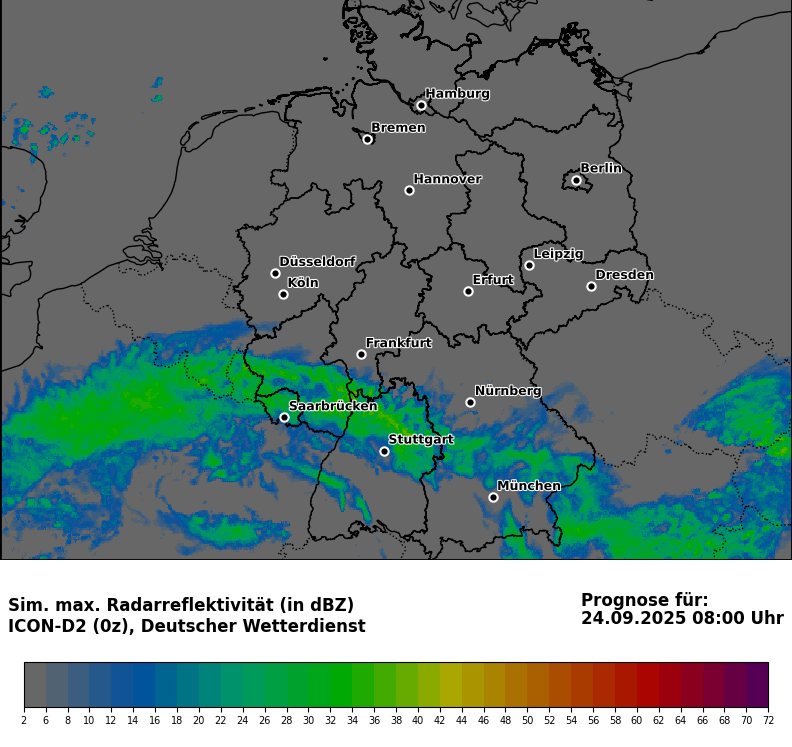 Hamburg
Bremen
Berlin
Hannover
Leipzig
Düsseldorf
Dresden
Köln
Erfurt
Frankfurt
Nürnberg
Saarbrücken
Stuttgart
München
Sim. max. Radarreflektivität (in dBZ)
ICON-D2 (0z), Deutscher Wetterdienst
Prognose für:
24.09.2025 08:00 Uhr
2 6 8 10 12 14 16 18 20 22 24 26 28 30 32 34 36 38 40 42 44 46 48 50 52 54 56 58 60 62 64 66 68 70 72